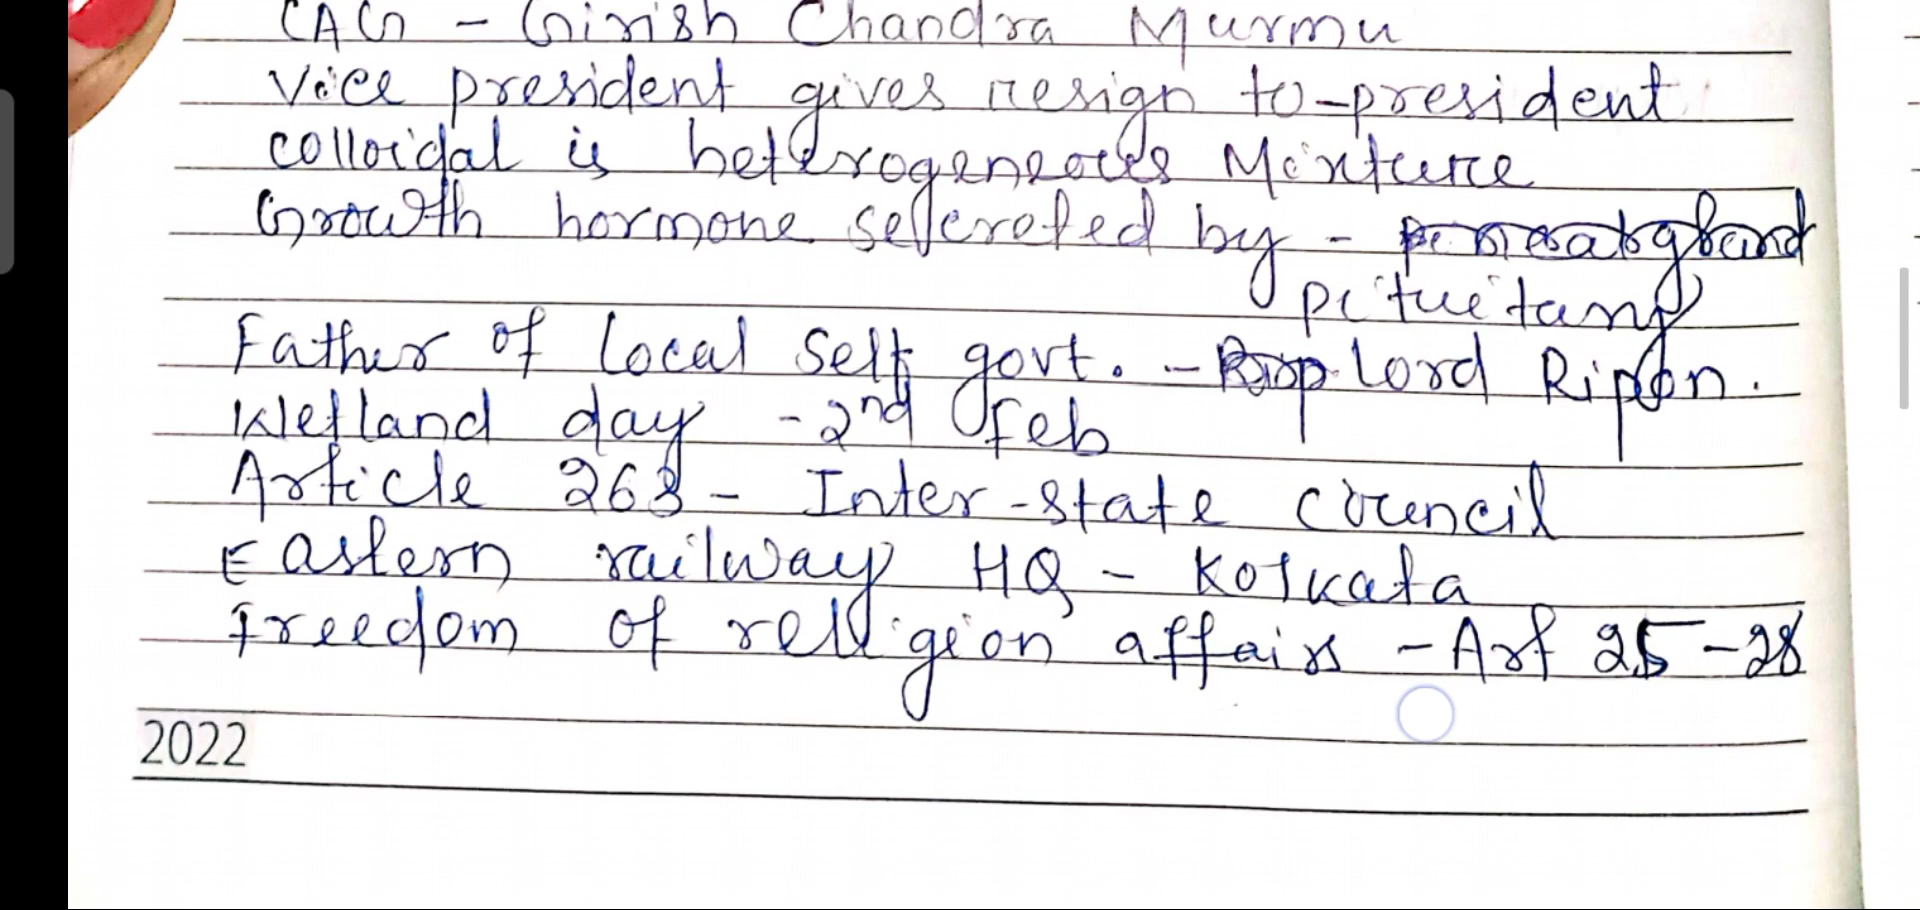 CAG - Girish Chandra Murmu
Vice president gives resign to-president
colloidal is heterogeneous Mixture
Growth hormone secreted by -
pituitary
Father of local self govt. - Lord Ripon.
Wetland day - 2nd Feb
Article 263 - Inter-state council
Eastern railway HQ - Kolkata
Freedom of religion affairs - Art 25-28
2022